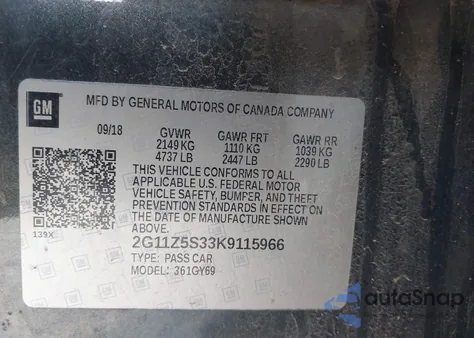 GM
MFD BY GENERAL MOTORS OF CANADA COMPANY
09/18 GVWR GAWR FRT GAWR RR
2149 KG 1110 KG 1039 KG
4737 LB 2447 LB 2290 LB
THIS VEHICLE CONFORMS TO ALL
APPLICABLE U.S. FEDERAL MOTOR
VEHICLE SAFETY, BUMPER, AND THEFT
PREVENTION STANDARDS IN EFFECT ON
THE DATE OF MANUFACTURE SHOWN
ABOVE.
139X
2G11Z5S33K9115966
TYPE: PASS CAR
MODEL: 361GY69
autoSnap